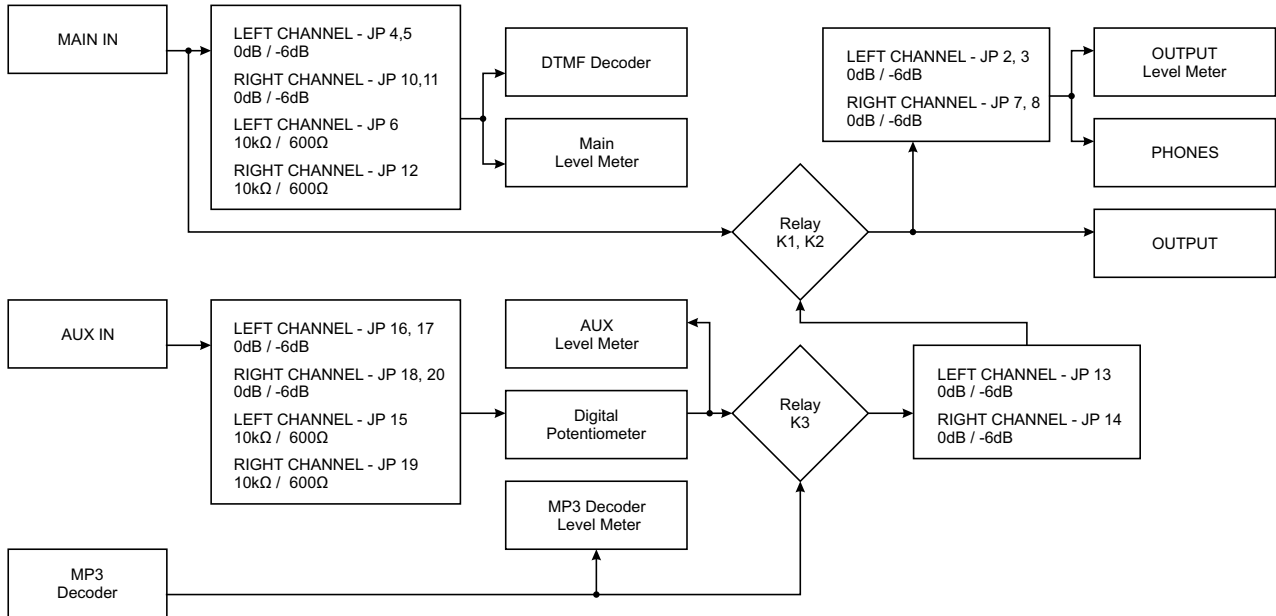 MAIN IN
LEFT CHANNEL - JP 4,5
0dB / -6dB
RIGHT CHANNEL - JP 10,11
0dB / -6dB
LEFT CHANNEL - JP 6
10kΩ / 600Ω
RIGHT CHANNEL - JP 12
10kΩ / 600Ω
DTMF Decoder
Main
Level Meter
LEFT CHANNEL - JP 2, 3
0dB / -6dB
RIGHT CHANNEL - JP 7, 8
0dB / -6dB
OUTPUT
Level Meter
PHONES
Relay
K1, K2
OUTPUT
AUX IN
LEFT CHANNEL - JP 16, 17
0dB / -6dB
RIGHT CHANNEL - JP 18, 20
0dB / -6dB
LEFT CHANNEL - JP 15
10kΩ / 600Ω
RIGHT CHANNEL - JP 19
10kΩ / 600Ω
AUX
Level Meter
Digital
Potentiometer
Relay
K3
LEFT CHANNEL - JP 13
0dB / -6dB
RIGHT CHANNEL - JP 14
0dB / -6dB
MP3 Decoder
Level Meter
MP3
Decoder